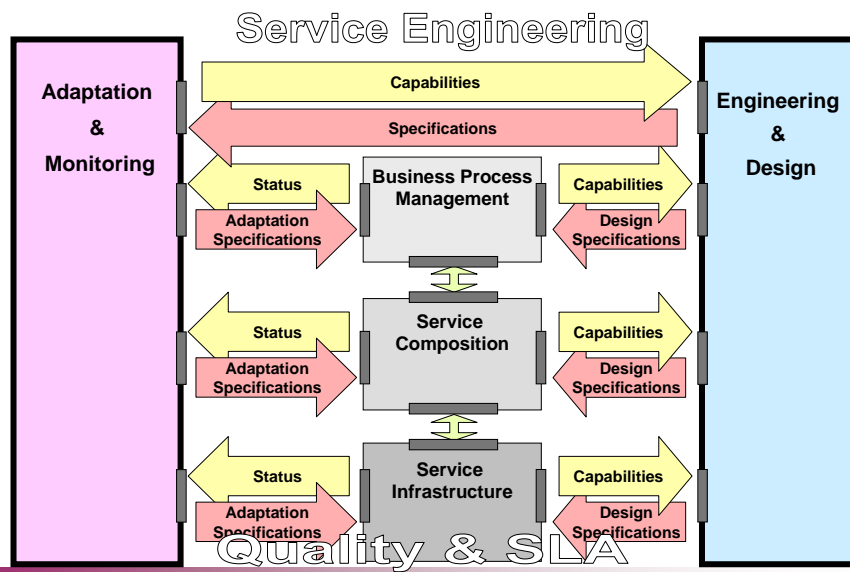 Service Engineering
Adaptation
&
Monitoring
Capabilities
Specifications
Engineering
&
Design
Status
Adaptation
Specifications
Business Process
Management
Capabilities
Design
Specifications
Status
Adaptation
Specifications
Service
Composition
Capabilities
Design
Specifications
Status
Adaptation
Specifications
Service
Infrastructure
Capabilities
Design
Specifications
Quality & SLA